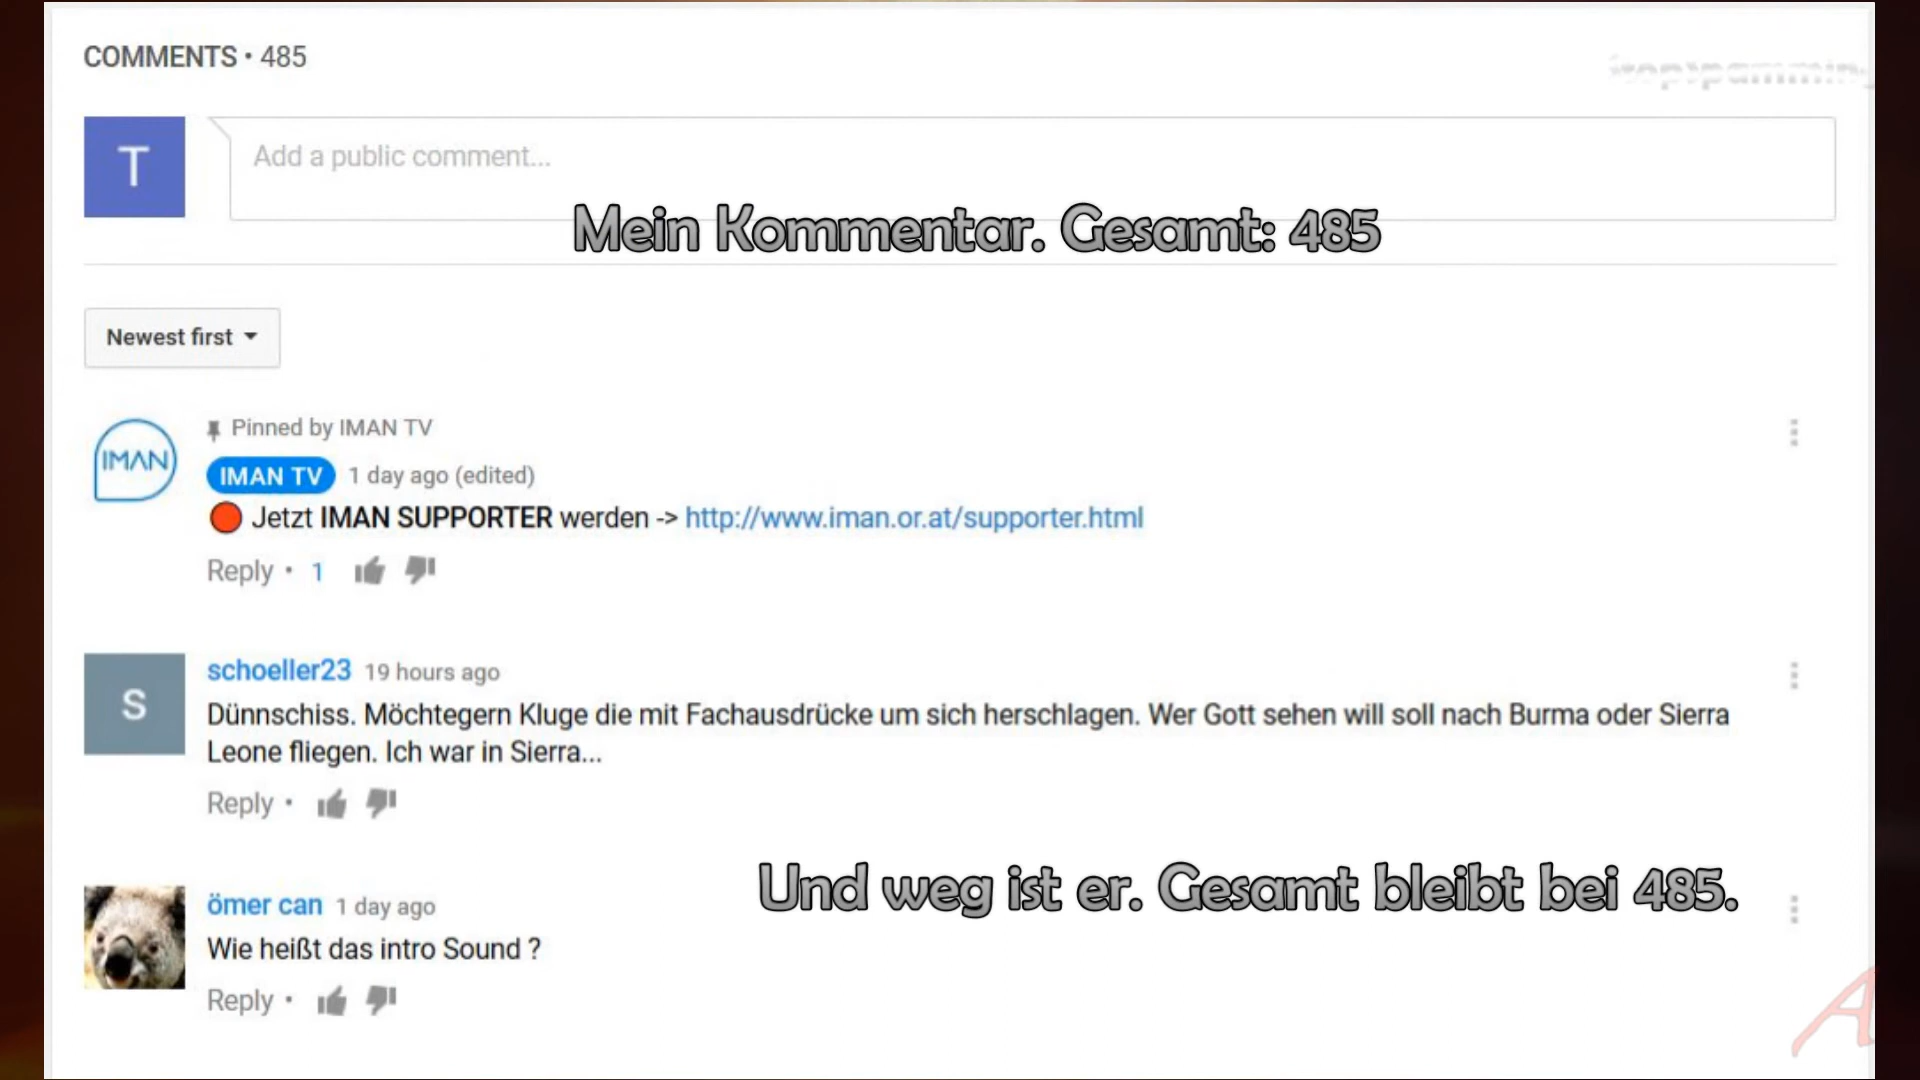 COMMENTS • 485
T
Add a public comment...
Mein Kommentar. Gesamt: 485
Newest first
Pinned by IMAN TV
IMAN
IMAN TV 1 day ago (edited)
Jetzt IMAN SUPPORTER werden -> http://www.iman.or.at/supporter.html
Reply • 1
S
schoeller23 19 hours ago
Dünnschiss. Möchtegern Kluge die mit Fachausdrücke um sich herschlagen. Wer Gott sehen will soll nach Burma oder Sierra
Leone fliegen. Ich war in Sierra...
Reply •
Und weg ist er. Gesamt bleibt bei 485.
ömer can 1 day ago
Wie heißt das intro Sound ?
Reply •
A